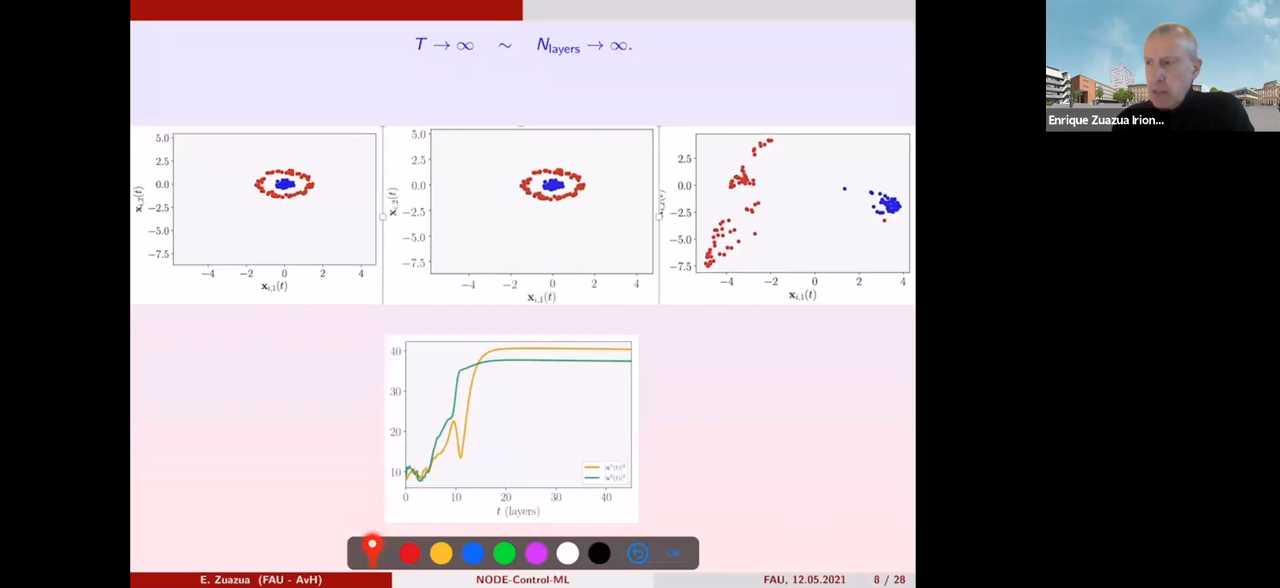 T → ∞ ∼ N_layers → ∞.
5.0
2.5
0.0
−2.5
−5.0
−7.5
x_{i,2}(t)
−4 −2 0 2 4
x_{i,1}(t)
5.0
2.5
0.0
−2.5
−5.0
−7.5
x_{i,2}(t)
−4 −2 0 2 4
x_{i,1}(t)
2.5
0.0
−2.5
−5.0
−7.5
−4 −2 0 2 4
x_{i,1}(t)
40
30
20
10
0 10 20 30 40
t (layers)
Enrique Zuazua Irion...
E. Zuazua (FAU - AvH) NODE-Control-ML FAU, 12.05.2021 8 / 28